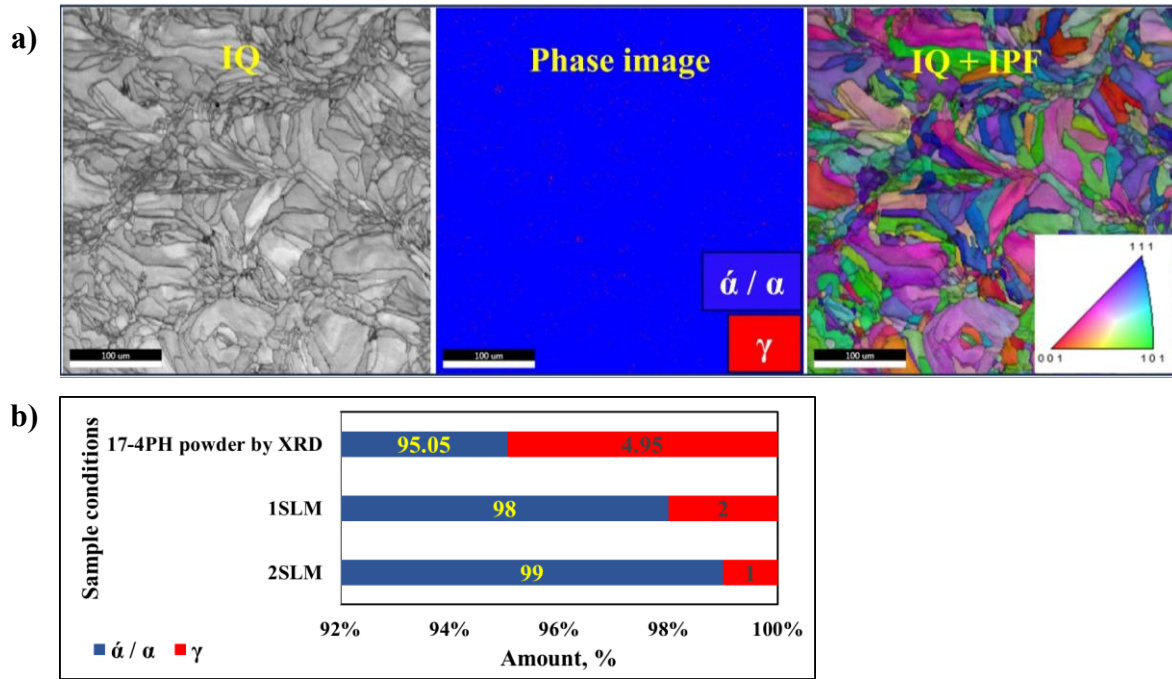 a)
IQ
Phase image
IQ + IPF
ά / α
γ
100 um
100 um
100 um
1 1 1
0 0 1
1 0 1
b)
Sample conditions
17-4PH powder by XRD
95.05
4.95
1SLM
98
2
2SLM
99
1
92%
94%
96%
98%
100%
ά / α
γ
Amount, %